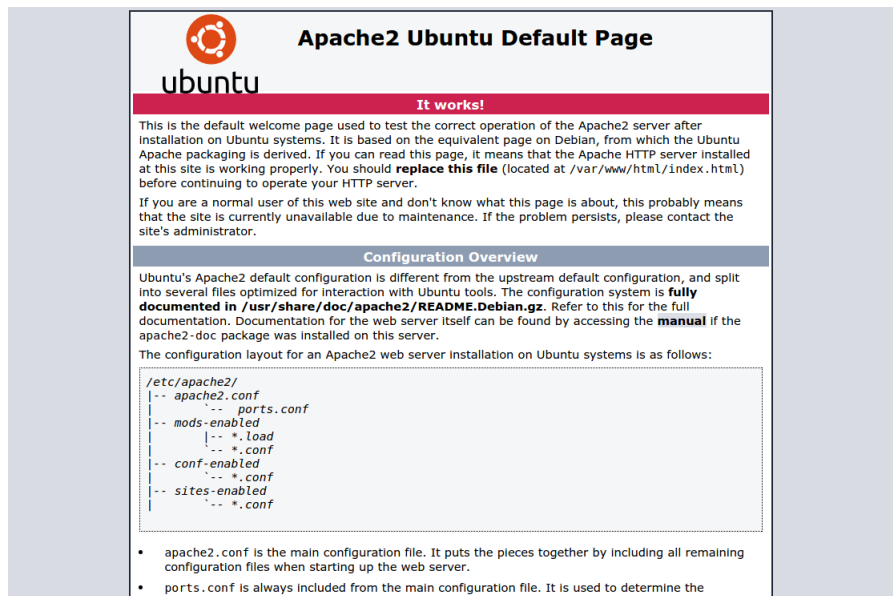 Apache2 Ubuntu Default Page
ubuntu
It works!
This is the default welcome page used to test the correct operation of the Apache2 server after
installation on Ubuntu systems. It is based on the equivalent page on Debian, from which the Ubuntu
Apache packaging is derived. If you can read this page, it means that the Apache HTTP server installed
at this site is working properly. You should replace this file (located at /var/www/html/index.html)
before continuing to operate your HTTP server.
If you are a normal user of this web site and don't know what this page is about, this probably means
that the site is currently unavailable due to maintenance. If the problem persists, please contact the
site's administrator.
Configuration Overview
Ubuntu's Apache2 default configuration is different from the upstream default configuration, and split
into several files optimized for interaction with Ubuntu tools. The configuration system is fully
documented in /usr/share/doc/apache2/README.Debian.gz. Refer to this for the full
documentation. Documentation for the web server itself can be found by accessing the manual if the
apache2-doc package was installed on this server.
The configuration layout for an Apache2 web server installation on Ubuntu systems is as follows:
/etc/apache2/
|-- apache2.conf
|       `--  ports.conf
|-- mods-enabled
|       |-- *.load
|       `-- *.conf
|-- conf-enabled
|       `-- *.conf
|-- sites-enabled
|       `-- *.conf
• apache2.conf is the main configuration file. It puts the pieces together by including all remaining
configuration files when starting up the web server.
• ports.conf is always included from the main configuration file. It is used to determine the